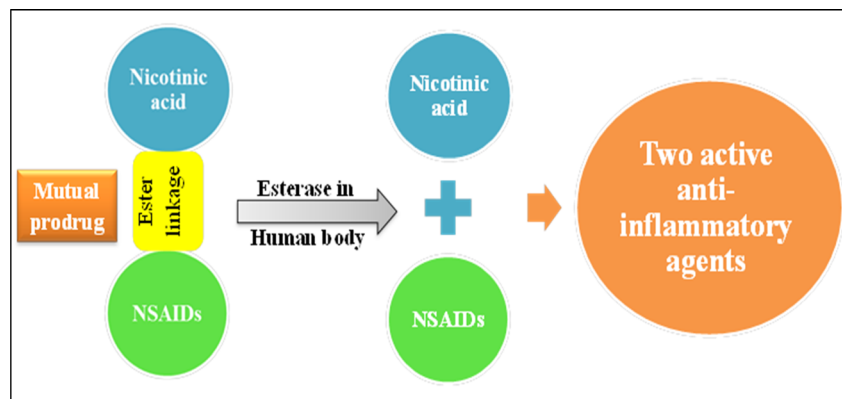 Nicotinic
acid
Mutual
prodrug
Ester
linkage
NSAIDs
Esterase in
Human body
Nicotinic
acid
NSAIDs
Two active
anti-
inflammatory
agents